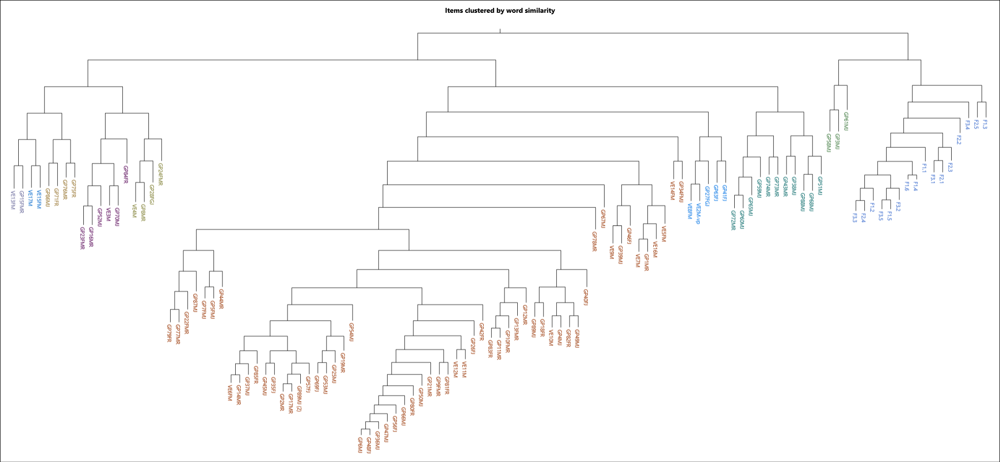 Items clustered by word similarity
VE13FM
GP15FMR
VE17M
VE15FM
GP86MJ
GP71FR
GP76MR
GP75FR
GP23FMR
GP16MR
GP52MJ
VE3M
GP70MJ
GP84FR
VE4M
GP8MR
GP28FGJ
GP24FMR
GP79FR
GP77MR
GP22FMR
GP87MJ
GP7FMJ
GP5FMJ
GP44MR
VE6FM
GP14MR
GP37MJ
GP85FR
GP45MJ
GP35FJ
GP2MR
GP17MR
GP89MJ (2)
GP57FJ
GP69FJ
GP53MJ
GP25MJ
GP19MR
GP54MJ
GP6MJ
GP48FJ
GP36MJ
GP47MJ
GP56FJ
GP66MJ
GP80FR
GP50MJ
GP21MR
GP9FMR
GP81FR
VE12M
VE11M
GP26FJ
GP42FR
GP83FR
GP11MR
GP10FMR
GP13FMR
GP12MR
GP89MJ
GP18FR
VE10M
GP4MJ
GP82FR
GP49MJ
GP40FJ
GP78MR
GP67MJ
VE9M
GP39MJ
GP46FJ
VE7M
GP1MR
VE16M
VE5FM
VE14FM
GP34FMJ
VE8FM
VE2M-vp
GP27FGJ
GP63FJ
GP41FJ
GP72MR
GP60MJ
GP65MJ
GP59MJ
GP74MR
GP73MR
GP43MR
GP38MJ
GP88MJ
GP68MJ
GP51MJ
GP58MJ
GP3MJ
GP61MJ
F3.3
F2.4
F1.2
F3.5
F1.5
F3.2
F1.6
F1.4
F1.1
F3.1
F2.1
F2.3
F2.2
F3.4
F2.5
F1.3